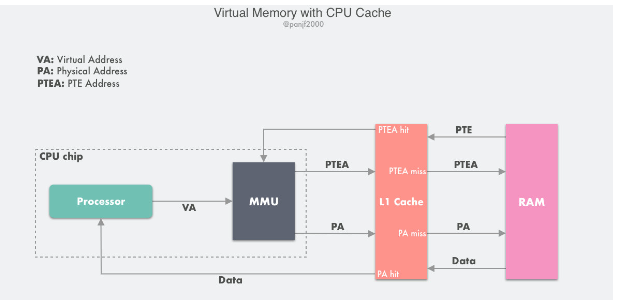 Virtual Memory with CPU Cache
@panjf2000
VA: Virtual Address
PA: Physical Address
PTEA: PTE Address
PTEA hit
PTE
CPU chip
PTEA
PTEA miss
PTEA
Processor
VA
MMU
L1 Cache
RAM
PA
PA miss
PA
Data
PA hit
Data